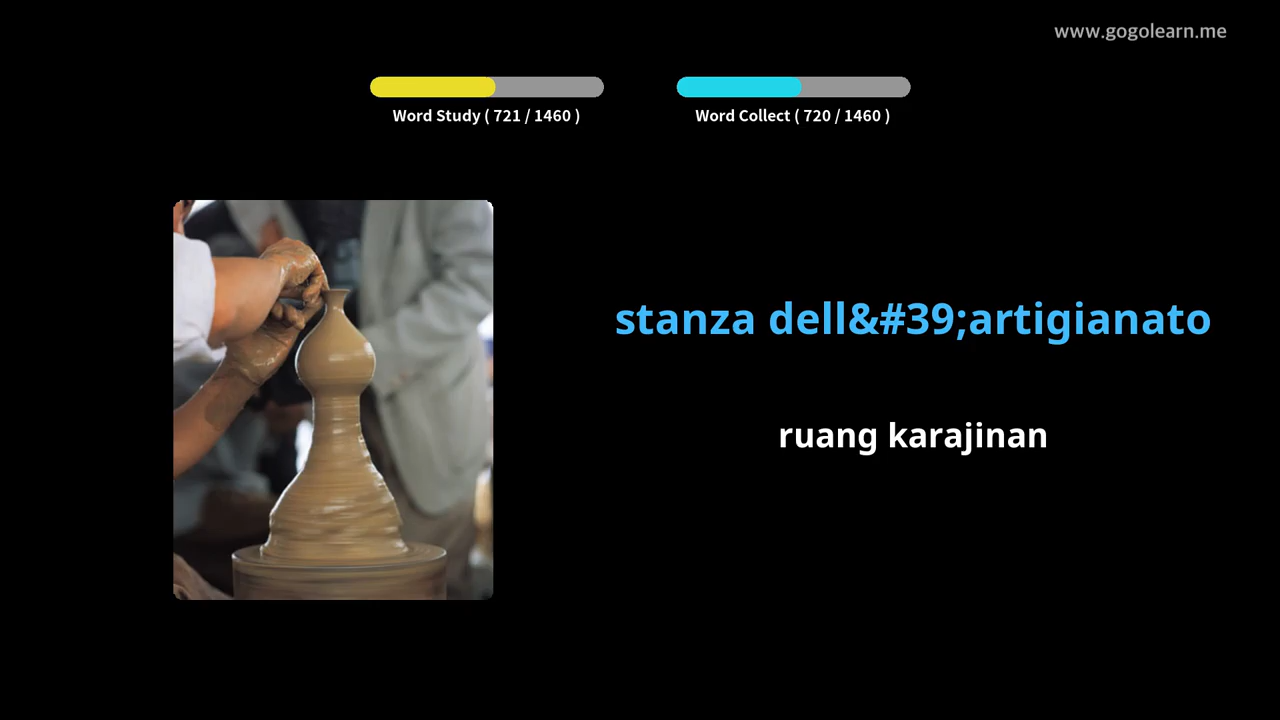 www.gogolearn.me
Word Study ( 721 / 1460 )
Word Collect ( 720 / 1460 )
stanza dell&#39;artigianato
ruang karajinan